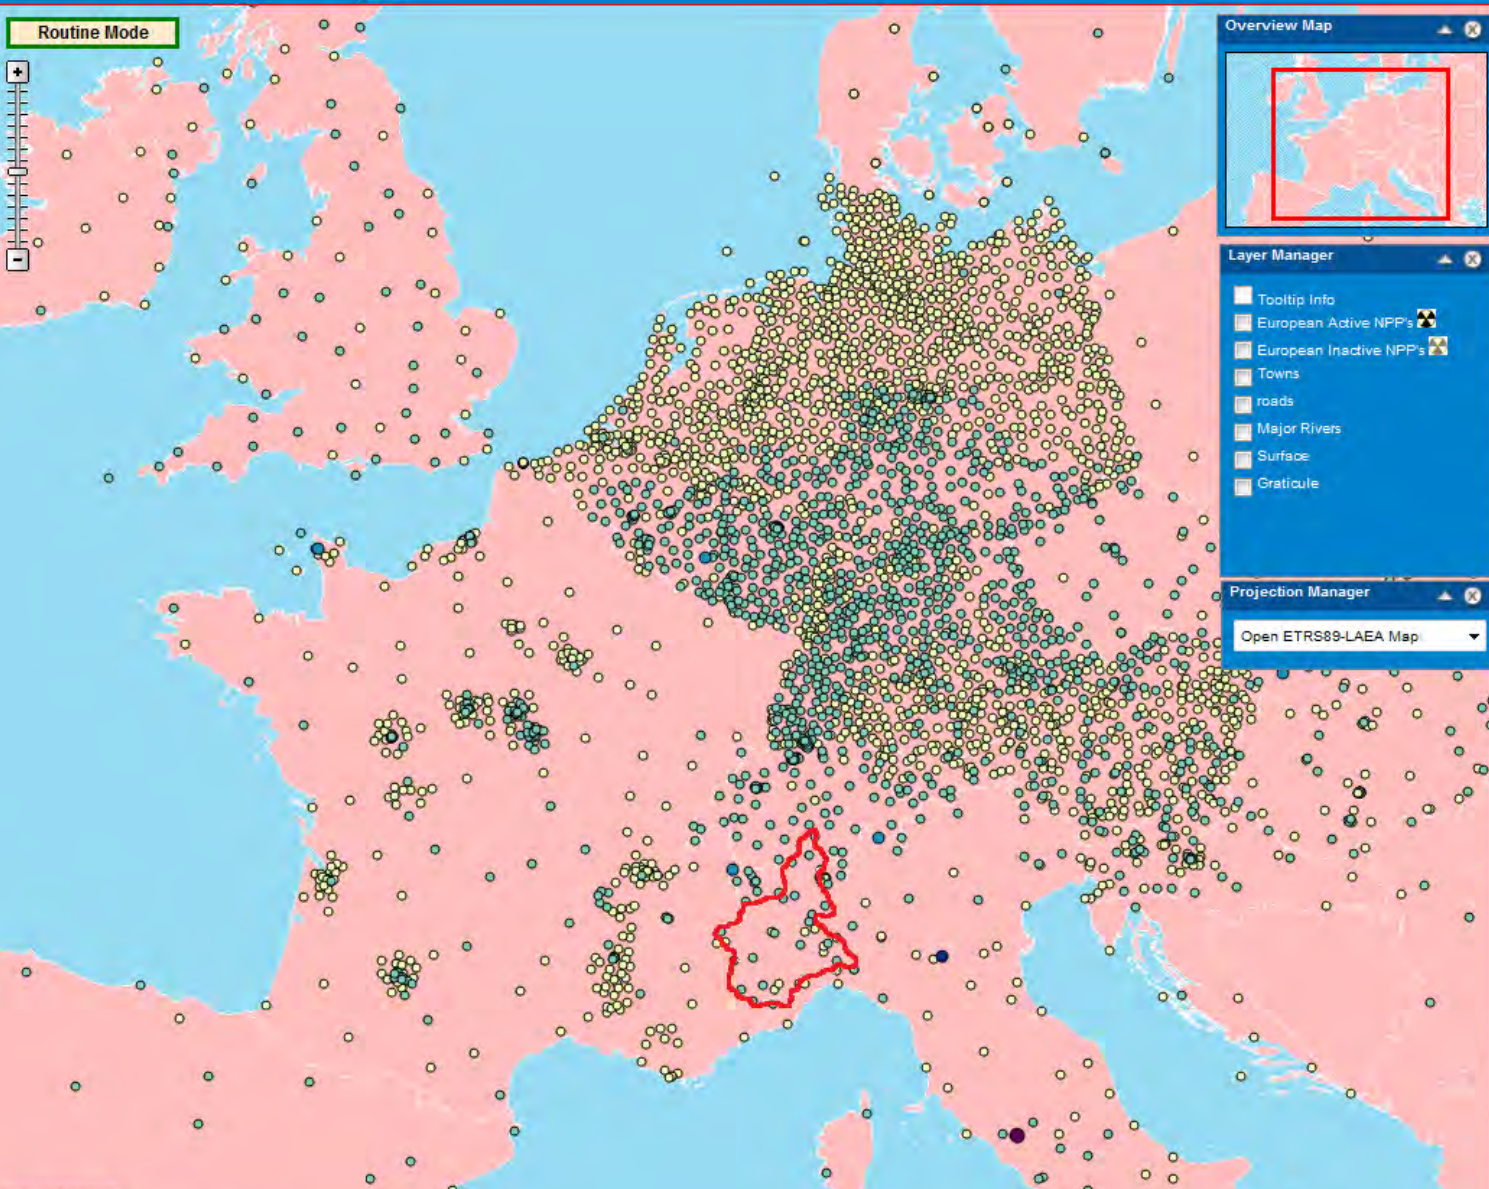 Routine Mode
+
-
Overview Map
Layer Manager
Tooltip Info
European Active NPP's
European Inactive NPP's
Towns
roads
Major Rivers
Surface
Graticule
Projection Manager
Open ETRS89-LAEA Map